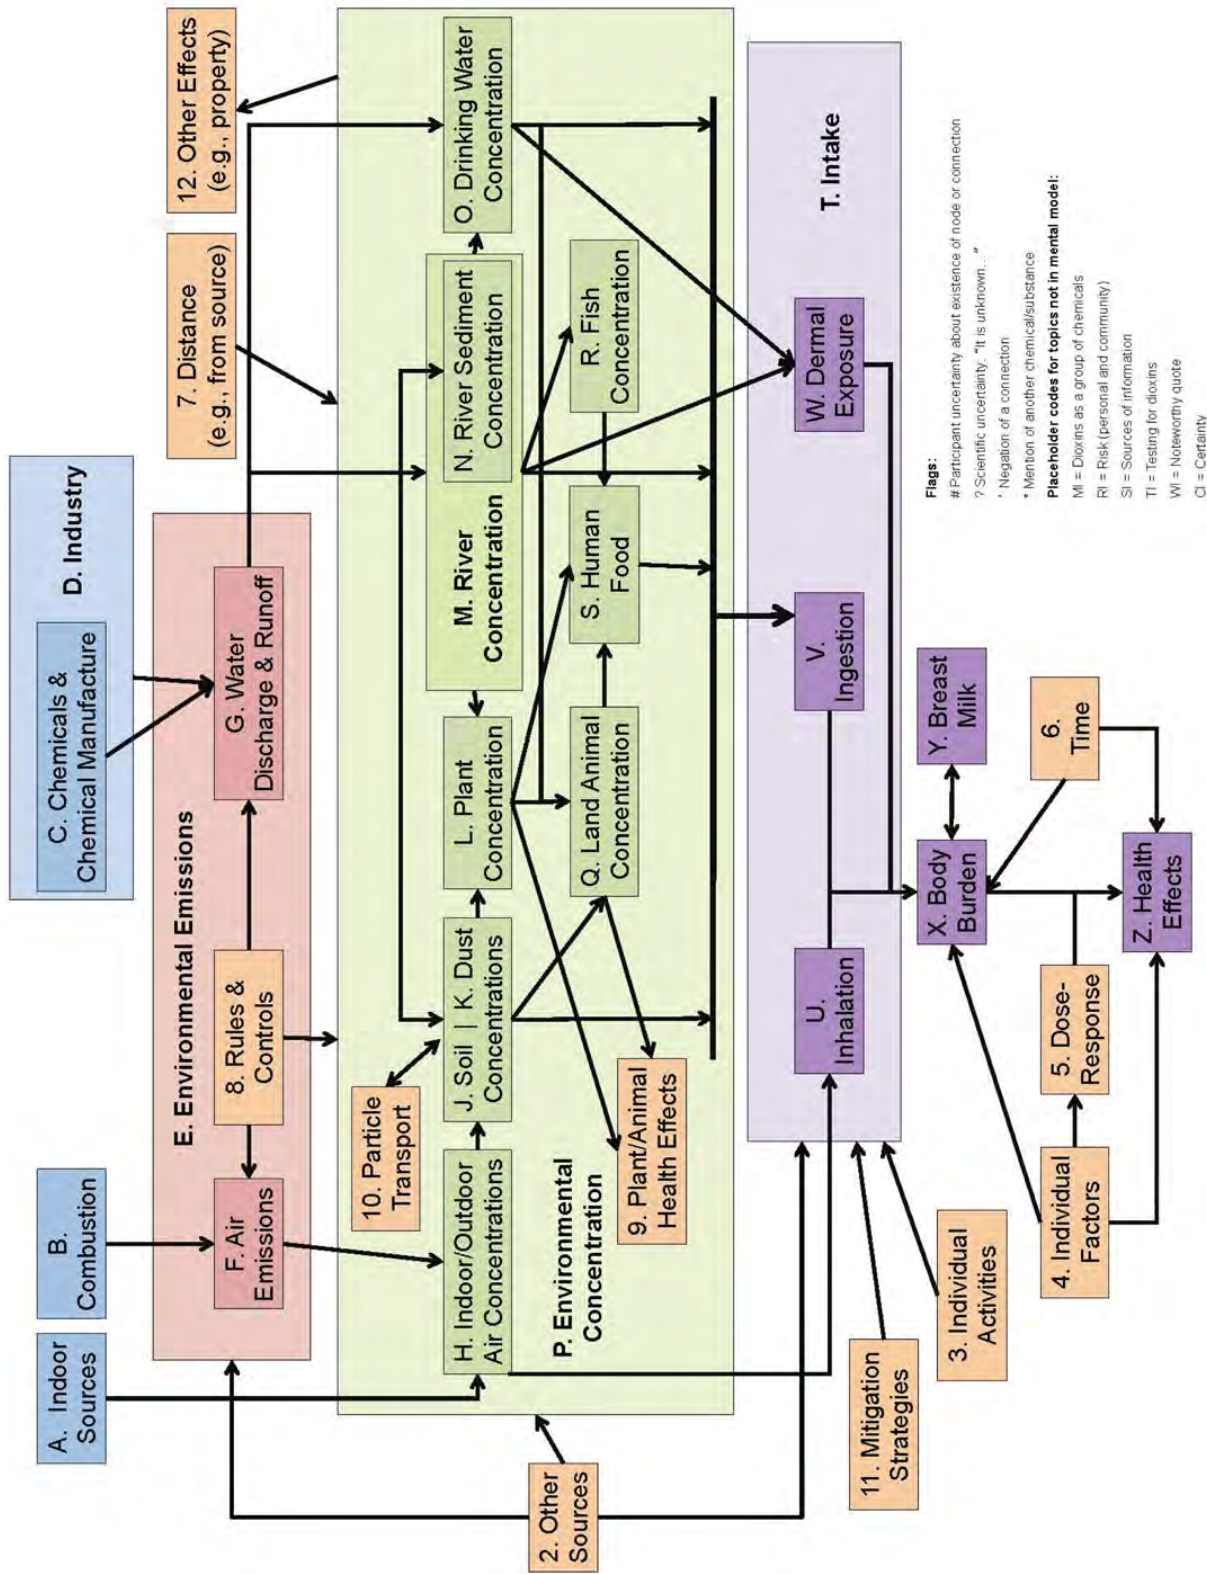 A. Indoor
Sources
B.
Combustion
C. Chemicals &
Chemical Manufacture
D. Industry
E. Environmental Emissions
F. Air
Emissions
8. Rules &
Controls
G. Water
Discharge & Runoff
7. Distance
(e.g., from source)
12. Other Effects
(e.g., property)
2. Other
Sources
10. Particle
Transport
H. Indoor/Outdoor
Air Concentrations
J. Soil | K. Dust
Concentrations
L. Plant
Concentration
M. River
Concentration
N. River Sediment
Concentration
O. Drinking Water
Concentration
P. Environmental
Concentration
9. Plant/Animal
Health Effects
Q. Land Animal
Concentration
S. Human
Food
R. Fish
Concentration
U.
Inhalation
V.
Ingestion
W. Dermal
Exposure
T. Intake
11. Mitigation
Strategies
3. Individual
Activities
4. Individual
Factors
5. Dose-
Response
X. Body
Burden
Y. Breast
Milk
6.
Time
Z. Health
Effects
Flags:
# Participant uncertainty about existence of node or connection
? Scientific uncertainty: "It is unknown..."
' Negation of a connection
* Mention of another chemical/substance
Placeholder codes for topics not in mental model:
MI = Dioxins as a group of chemicals
RI = Risk (personal and community)
SI = Sources of information
TI = Testing for dioxins
WI = Noteworthy quote
CI = Certainty